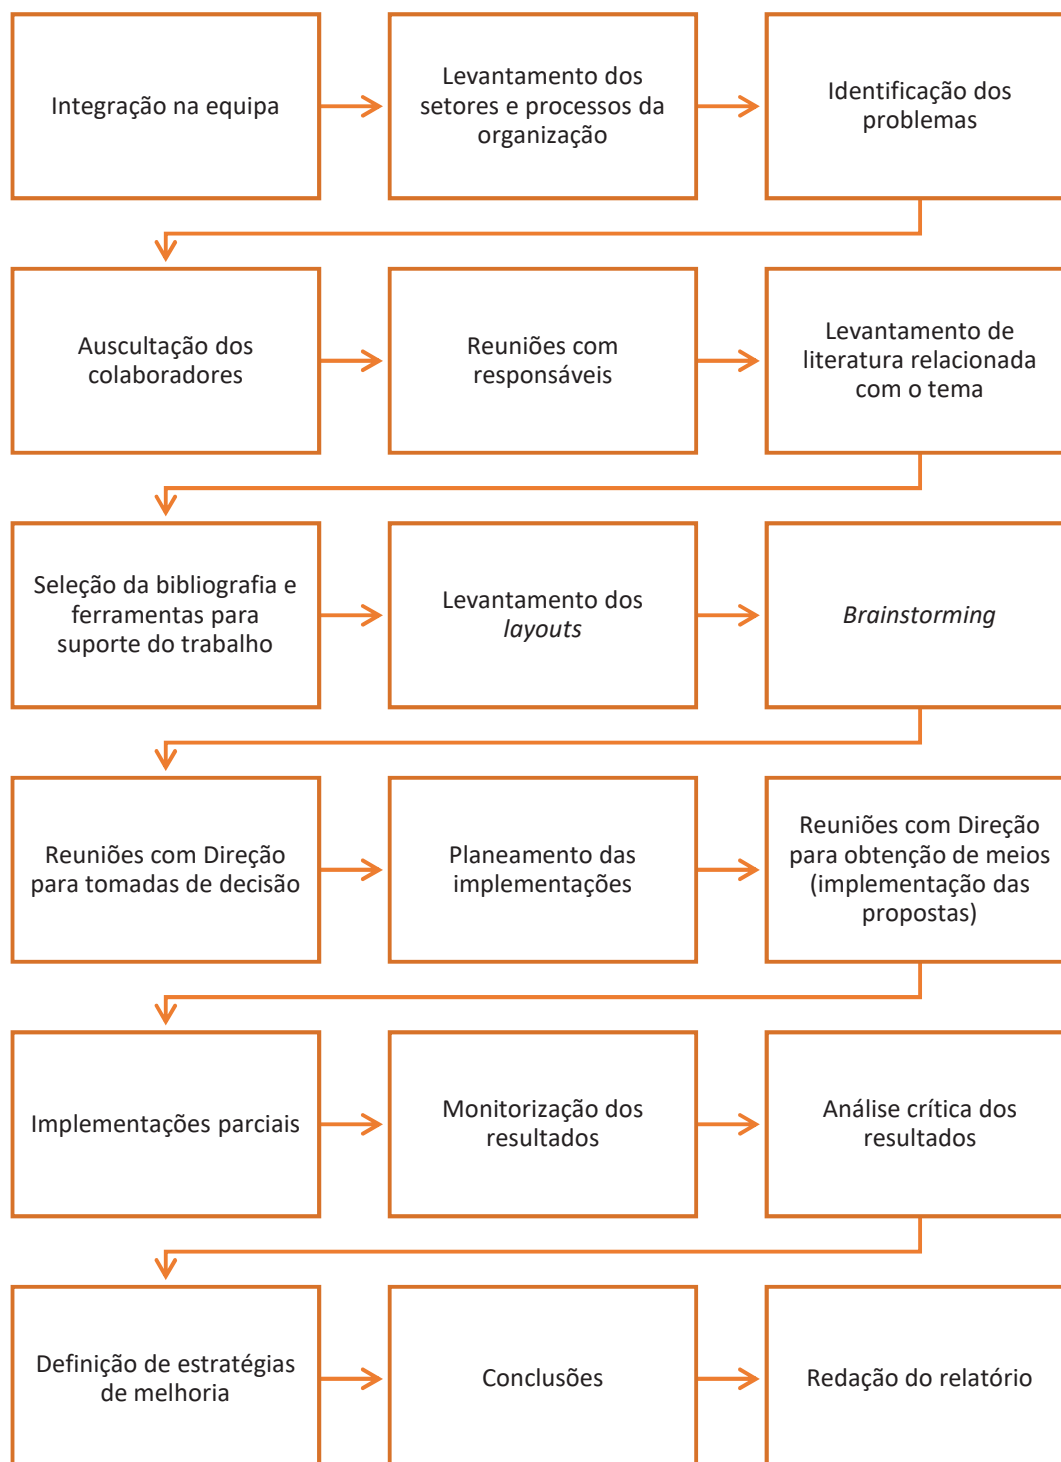 Integração na equipa
Levantamento dos
setores e processos da
organização
Identificação dos
problemas
Auscultação dos
colaboradores
Reuniões com
responsáveis
Levantamento de
literatura relacionada
com o tema
Seleção da bibliografia e
ferramentas para
suporte do trabalho
Levantamento dos
layouts
Brainstorming
Reuniões com Direção
para tomadas de decisão
Planeamento das
implementações
Reuniões com Direção
para obtenção de meios
(implementação das
propostas)
Implementações parciais
Monitorização dos
resultados
Análise crítica dos
resultados
Definição de estratégias
de melhoria
Conclusões
Redação do relatório